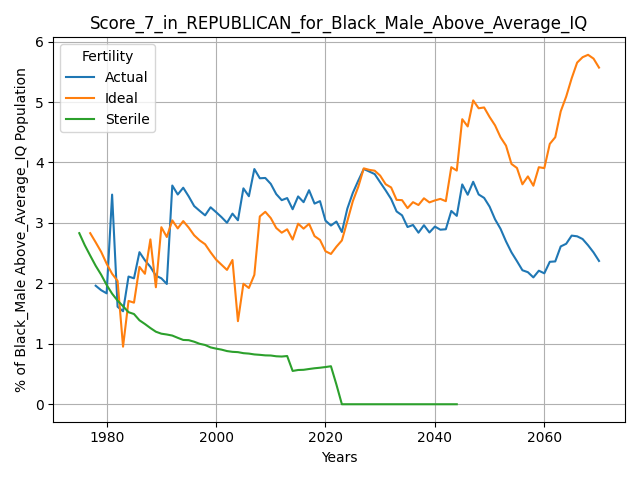 Score_7_in_REPUBLICAN_for_Black_Male_Above_Average_IQ
% of Black_Male Above_Average_IQ Population
Fertility
Actual
Ideal
Sterile
6
5
4
3
2
1
0
1980 2000 2020 2040 2060
Years